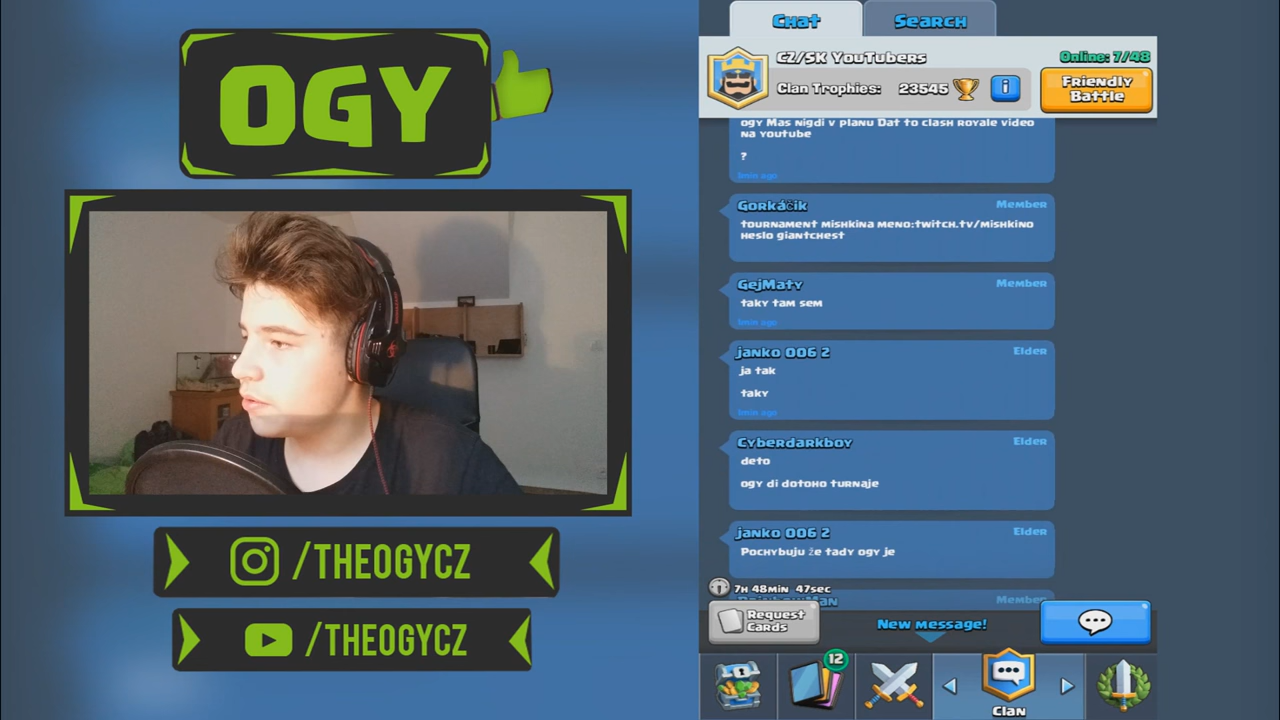 OGY
/THEOGYCZ
/THEOGYCZ
Chat
Search
CZ/SK YouTubers
Online: 7/48
Clan Trophies: 23545
i
Friendly
Battle
ogy Mas nigdi v planu Dat to clash royale video
na youtube
?
Gorkáčik
Member
tournament mishkina meno:twitch.tv/mishkino
heslo giantchest
GejMaty
Member
taky tam sem
janko 006 2
Elder
ja tak
taky
Cyberdarkboy
Elder
deto
ogy di dotoho turnaje
janko 006 2
Elder
Pochybuju že tady ogy je
7h 48min 47sec
Member
Request
Cards
New message!
12
Clan